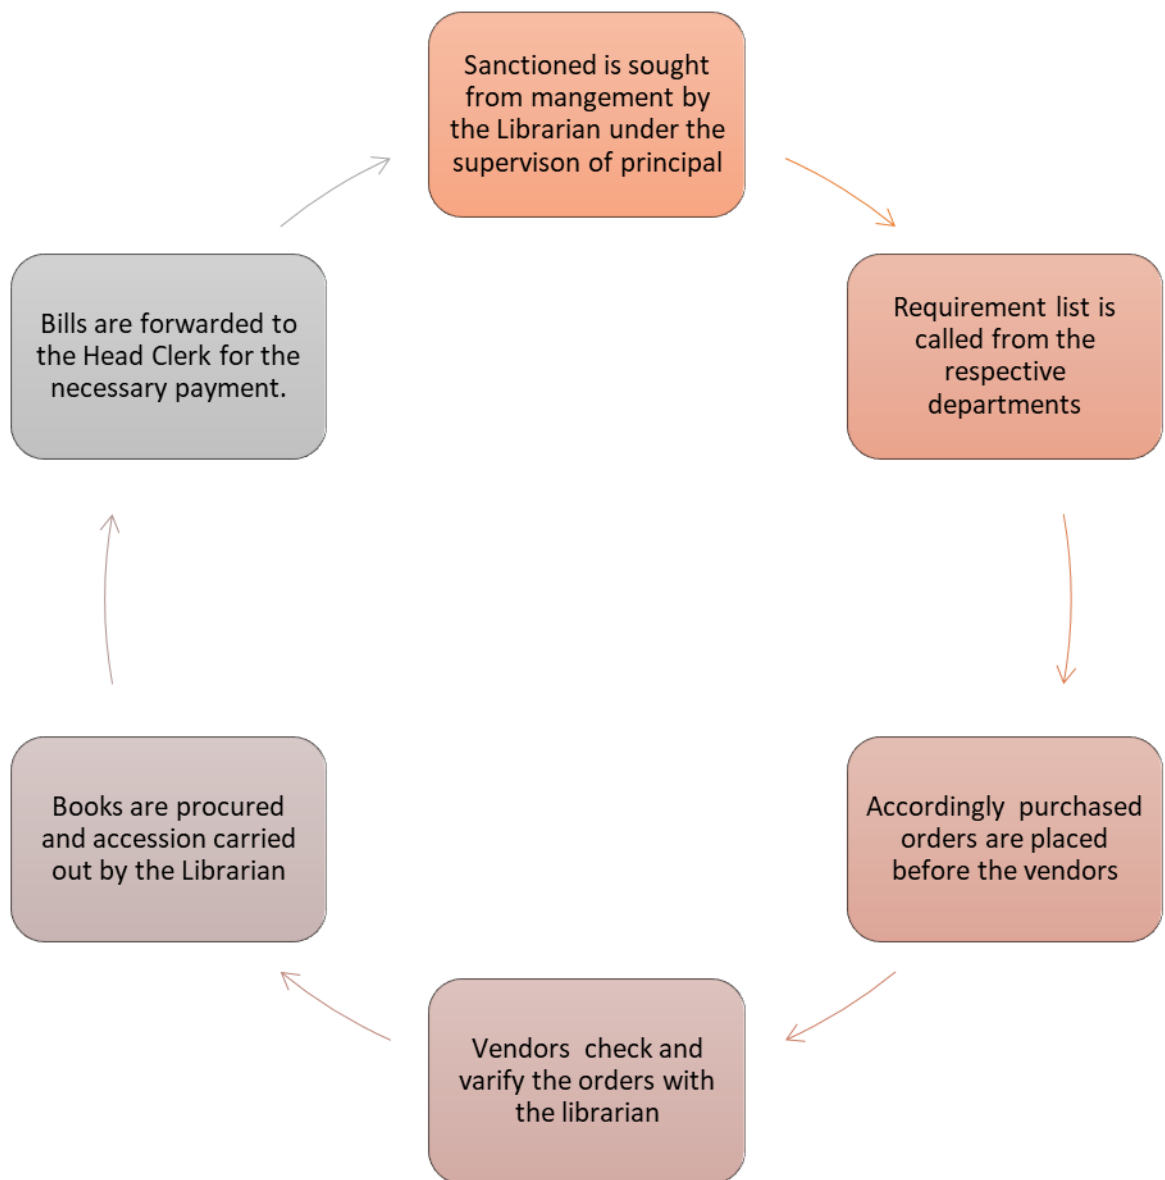 Sanctioned is sought
from mangement by
the Librarian under the
supervison of principal
Requirement list is
called from the
respective
departments
Accordingly purchased
orders are placed
before the vendors
Vendors check and
varify the orders with
the librarian
Books are procured
and accession carried
out by the Librarian
Bills are forwarded to
the Head Clerk for the
necessary payment.